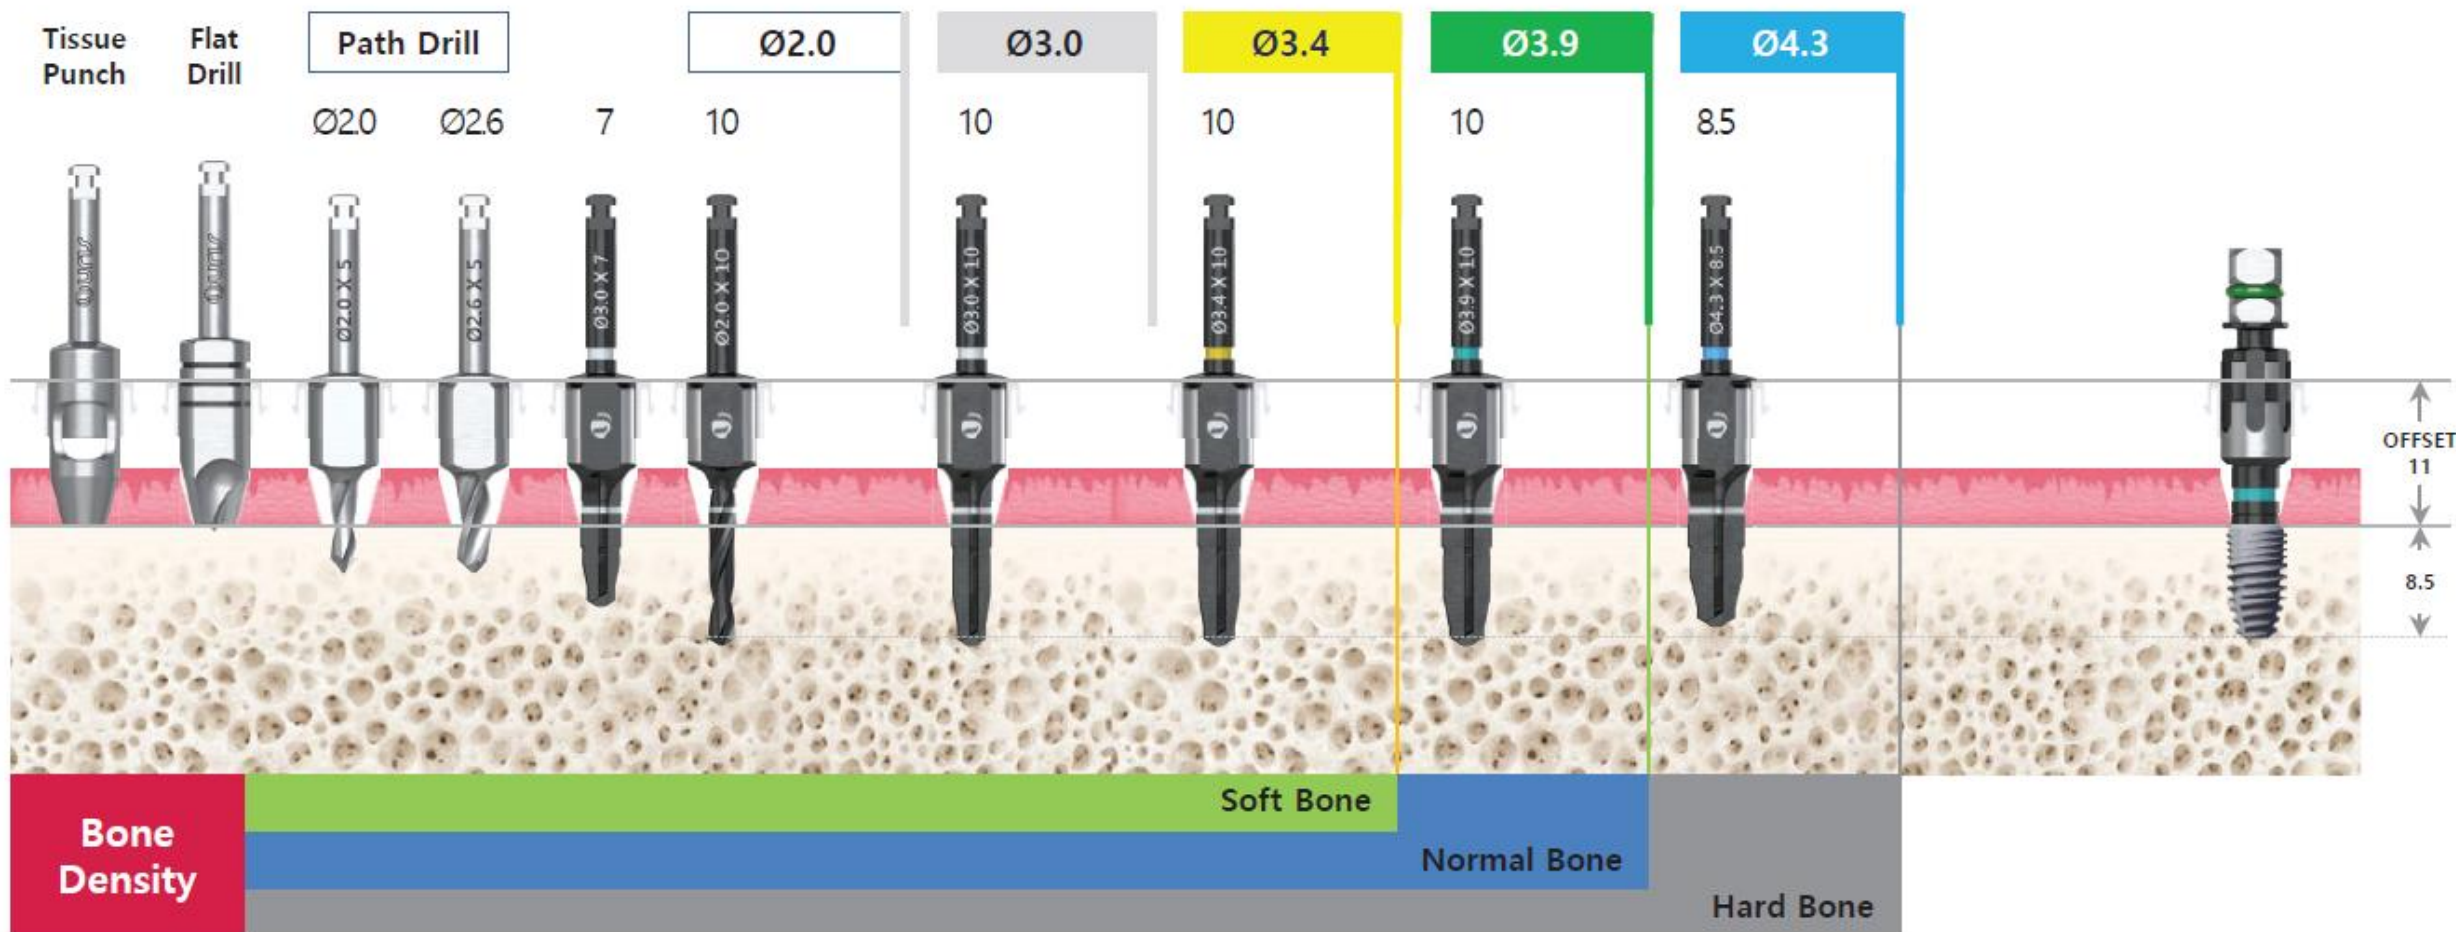 Tissue
Punch
Flat
Drill
Path Drill
Ø2.0
Ø3.0
Ø3.4
Ø3.9
Ø4.3
Ø2.0
Ø2.6
7
10
10
10
10
8.5
Ø2.0 X 5
Ø2.6 X 5
Ø3.0 X 7
Ø2.0 X 10
Ø3.0 X 10
Ø3.4 X 10
Ø3.9 X 10
Ø4.3 X 8.5
OFFSET
11
8.5
Bone
Density
Soft Bone
Normal Bone
Hard Bone